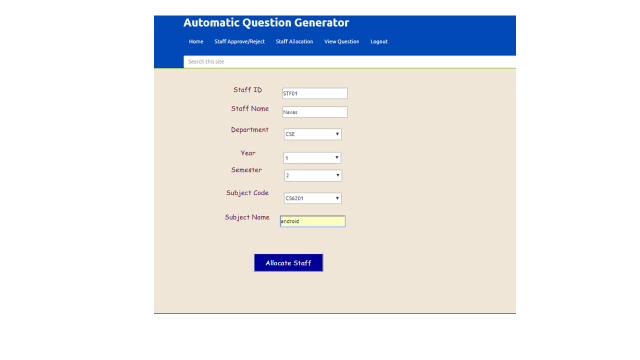 Automatic Question Generator
Home Staff Approve/Reject Staff Allocation View Question Logout
Search this site
Staff ID STF01
Staff Name Naves
Department CSE
Year 1
Semester 2
Subject Code CS6201
Subject Name android
Allocate Staff